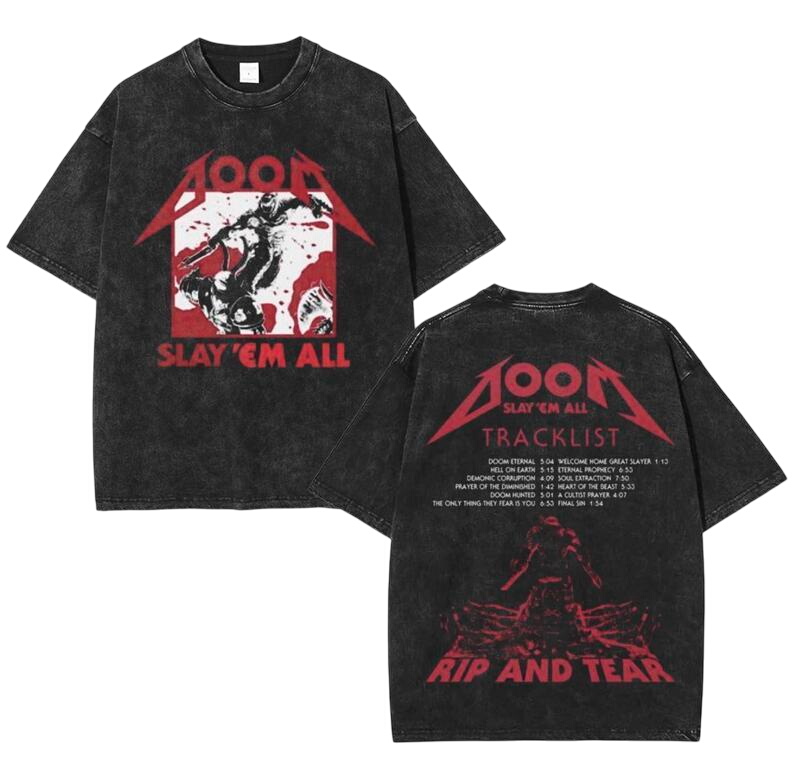 DOOM
SLAY 'EM ALL
DOOM
SLAY 'EM ALL
TRACKLIST
DOOM ETERNAL 5:04 WELCOME HOME GREAT SLAYER 1:13
HELL ON EARTH 5:15 ETERNAL PROPHECY 6:53
DEMONIC CORRUPTION 4:09 SOUL EXTRACTION 7:50
PRAYER OF THE DIMINISHED 1:42 HEART OF THE BEAST 5:33
DOOM HUNTED 5:01 A CULTIST PRAYER 4:07
THE ONLY THING THEY FEAR IS YOU 6:53 FINAL SIN 1:54
RIP AND TEAR